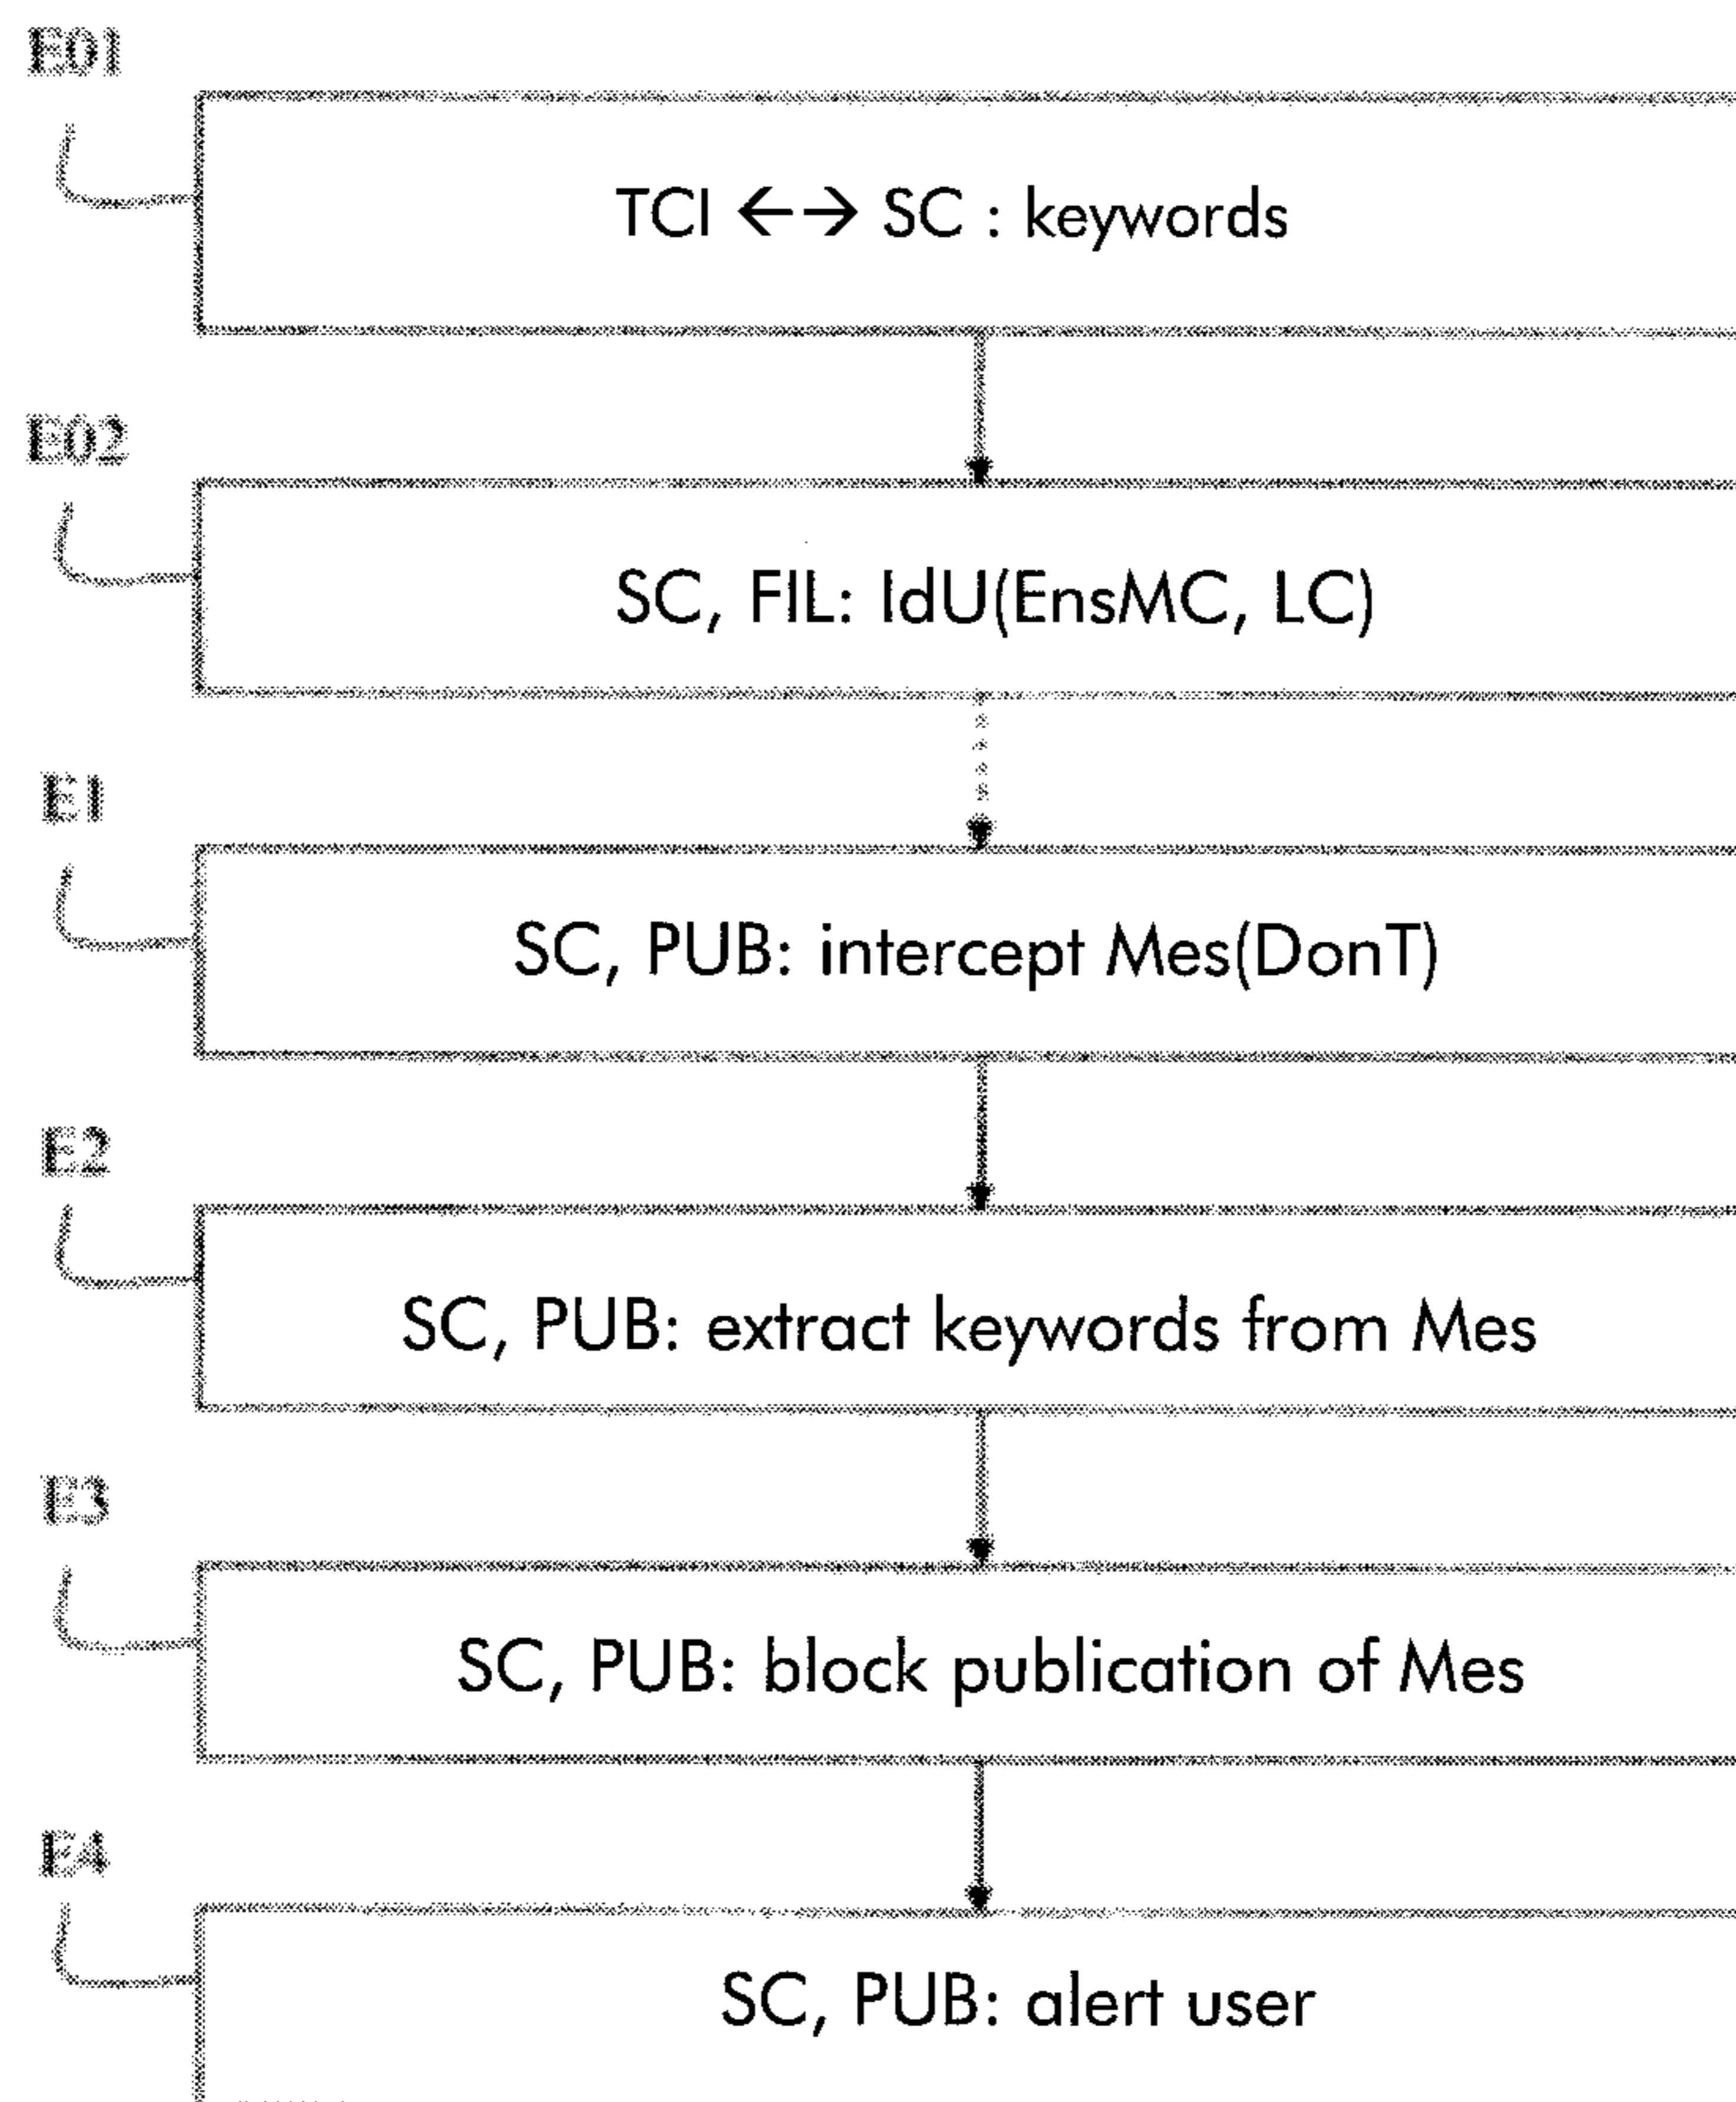 E01
TCI ←→ SC : keywords
E02
SC, FIL: IdU(EnsMC, LC)
E1
SC, PUB: intercept Mes(DonT)
E2
SC, PUB: extract keywords from Mes
E3
SC, PUB: block publication of Mes
E4
SC, PUB: alert user